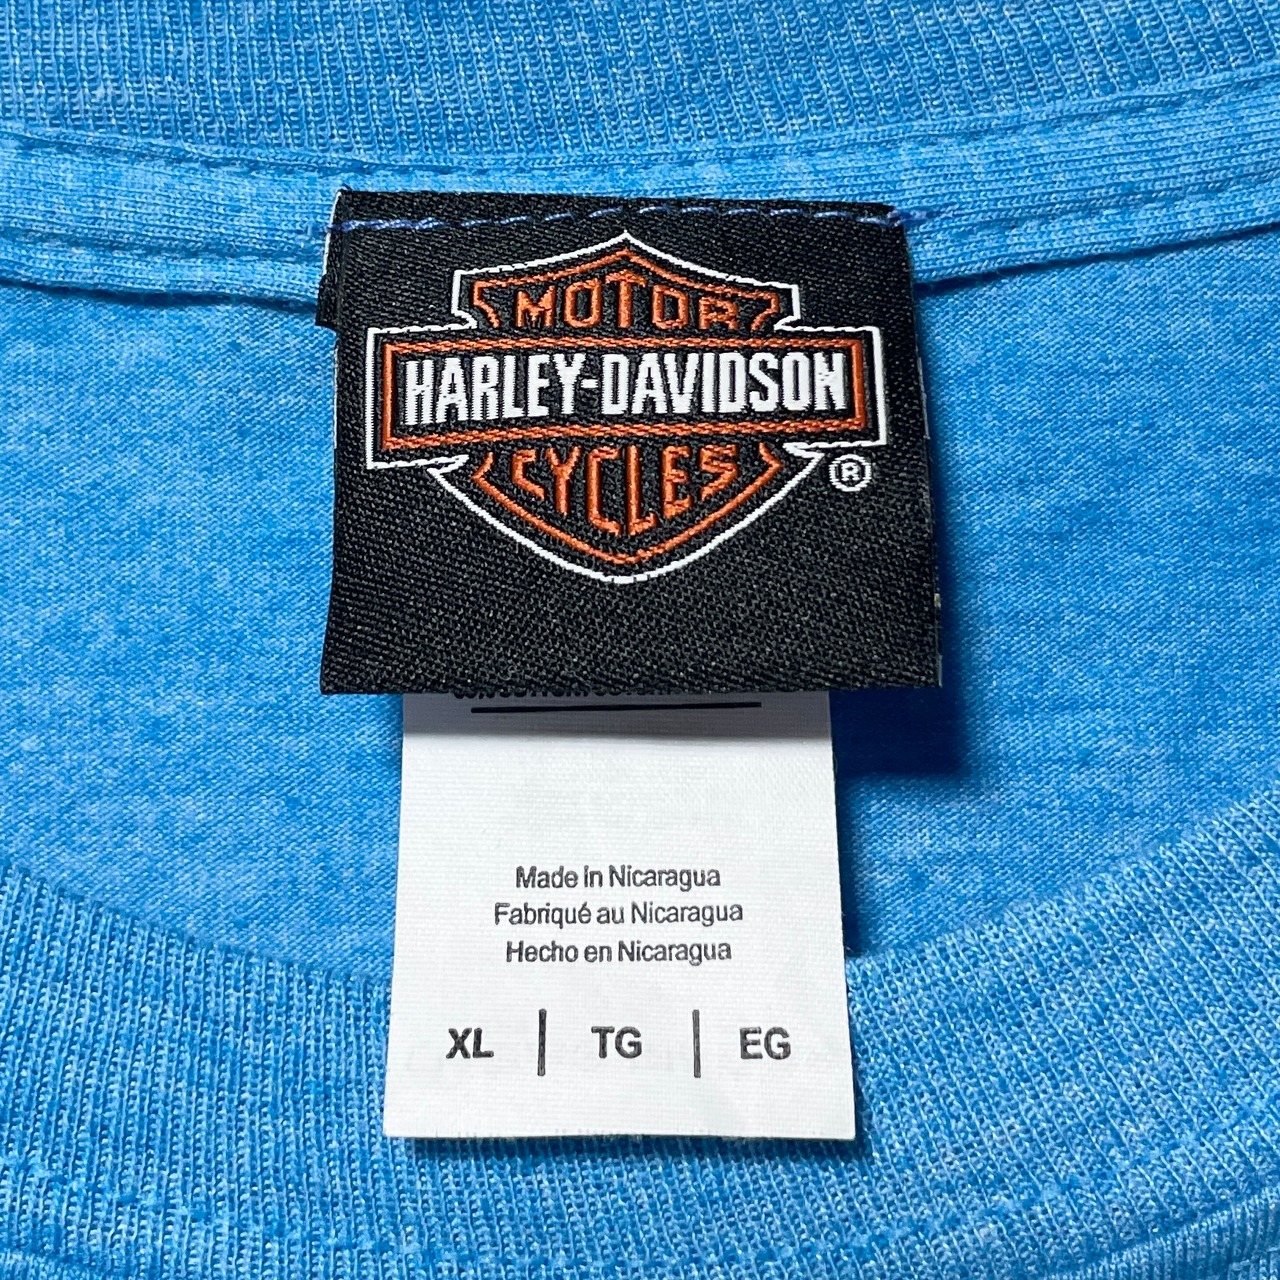 MOTOR
HARLEY-DAVIDSON
CYCLES
®
Made in Nicaragua
Fabriqué au Nicaragua
Hecho en Nicaragua
XL | TG | EG